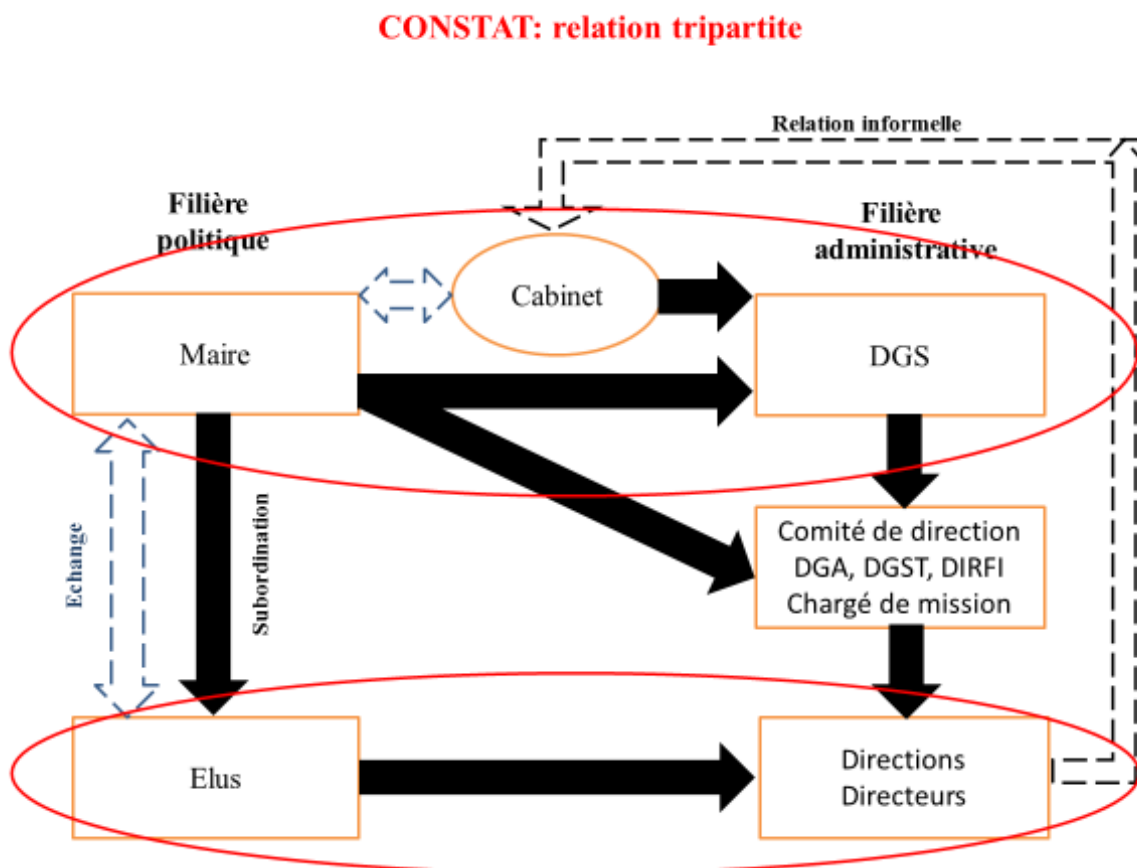 CONSTAT: relation tripartite
Relation informelle
Filière
politique
Filière
administrative
Cabinet
Maire
DGS
Echange
Subordination
Comité de direction
DGA, DGST, DIRFI
Chargé de mission
Elus
Directions
Directeurs